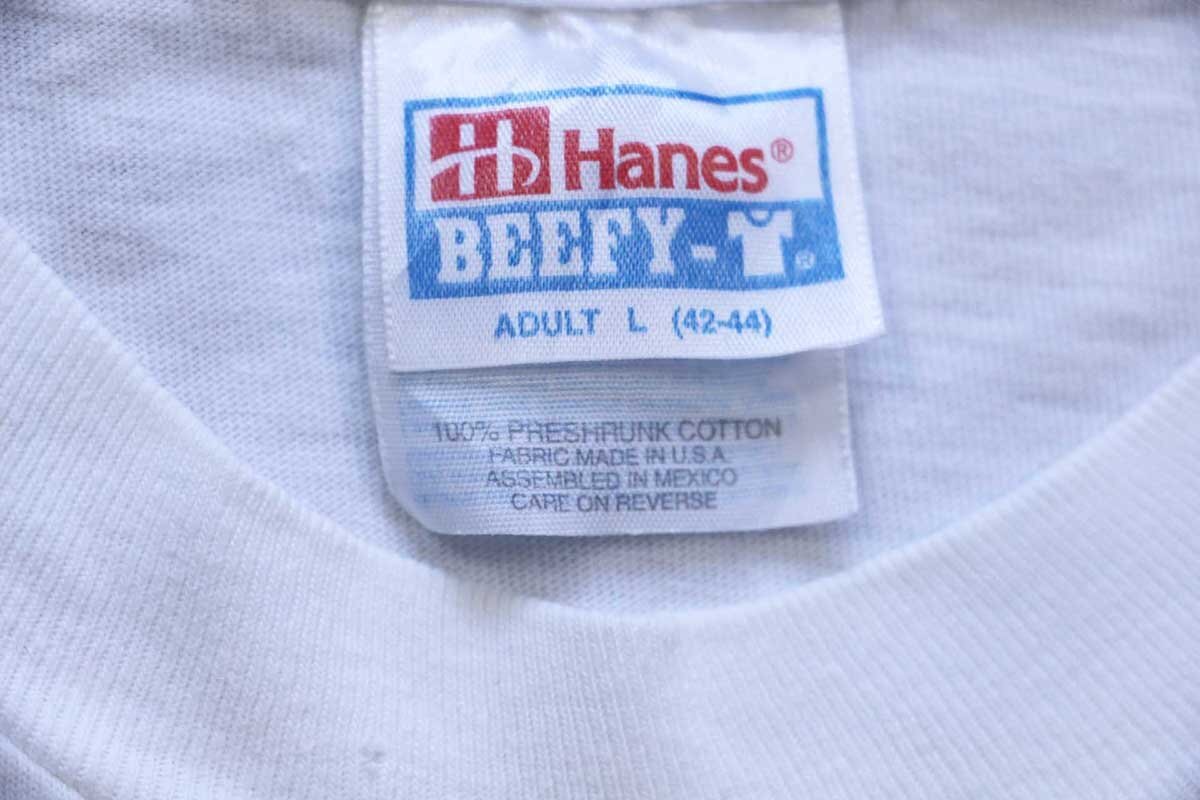 Hanes®
BEEFY-T®
ADULT L (42-44)
100% PRESHRUNK COTTON
FABRIC MADE IN U.S.A.
ASSEMBLED IN MEXICO
CARE ON REVERSE